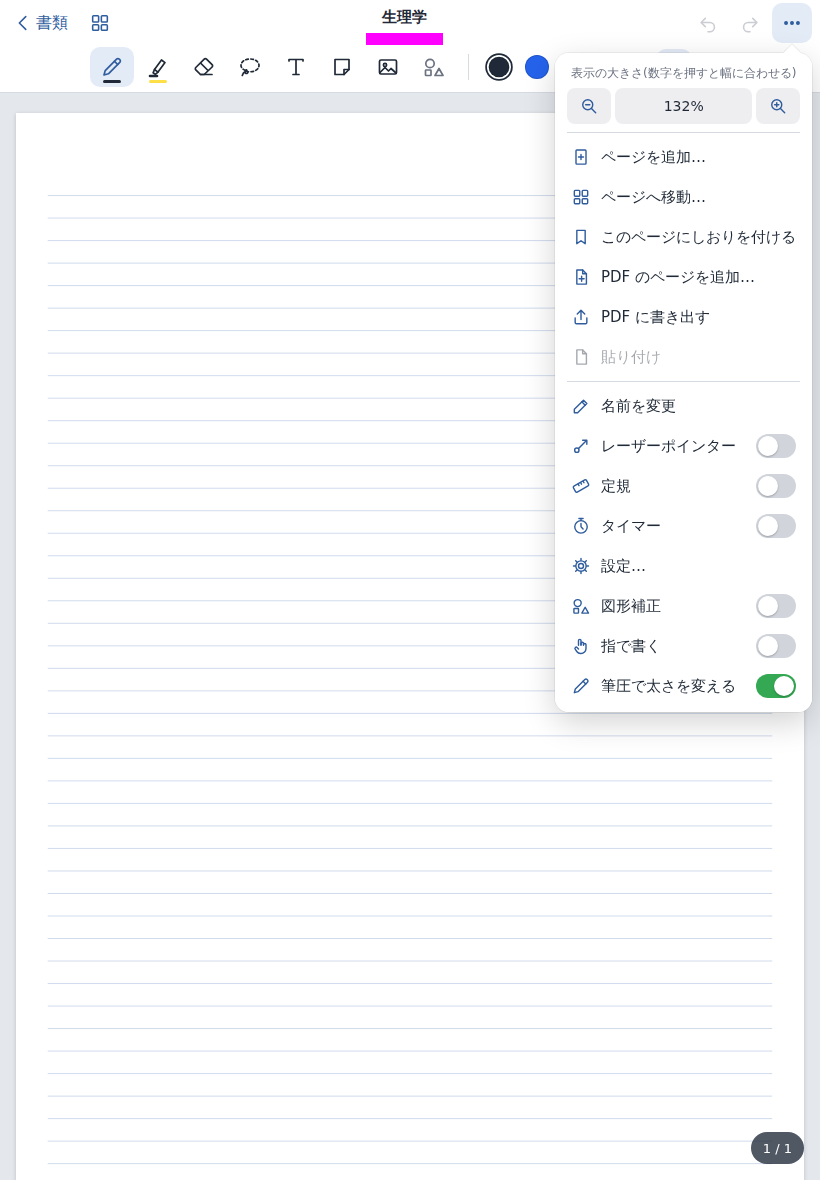 書類
生理学
表示の大きさ(数字を押すと幅に合わせる)
132%
ページを追加…
ページへ移動…
このページにしおりを付ける
PDF のページを追加…
PDF に書き出す
貼り付け
名前を変更
レーザーポインター
定規
タイマー
設定…
図形補正
指で書く
筆圧で太さを変える
1 / 1